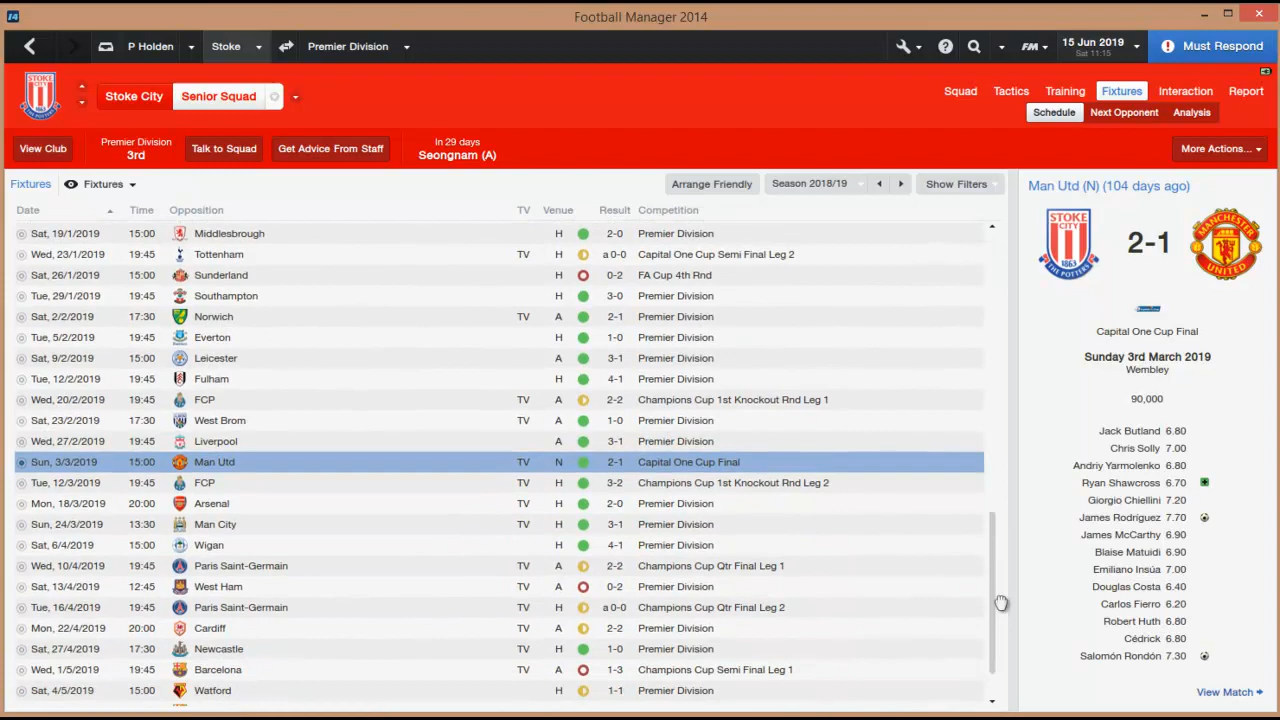 Football Manager 2014
P Holden Stoke Premier Division 15 Jun 2019 Sat 11:15 Must Respond
FM
STOKE CITY
Stoke City Senior Squad
Squad Tactics Training Fixtures Interaction Report
Schedule Next Opponent Analysis
View Club Premier Division 3rd Talk to Squad Get Advice From Staff In 29 days Seongnam (A) More Actions...
Fixtures Fixtures Arrange Friendly Season 2018/19 Show Filters
Date Time Opposition TV Venue Result Competition
Sat, 19/1/2019 15:00 Middlesbrough H 2-0 Premier Division
Wed, 23/1/2019 19:45 Tottenham TV H a 0-0 Capital One Cup Semi Final Leg 2
Sat, 26/1/2019 15:00 Sunderland H 0-2 FA Cup 4th Rnd
Tue, 29/1/2019 19:45 Southampton H 3-0 Premier Division
Sat, 2/2/2019 17:30 Norwich TV A 2-1 Premier Division
Tue, 5/2/2019 19:45 Everton H 1-0 Premier Division
Sat, 9/2/2019 15:00 Leicester A 3-1 Premier Division
Tue, 12/2/2019 19:45 Fulham H 4-1 Premier Division
Wed, 20/2/2019 19:45 FCP TV A 2-2 Champions Cup 1st Knockout Rnd Leg 1
Sat, 23/2/2019 17:30 West Brom TV A 1-0 Premier Division
Wed, 27/2/2019 19:45 Liverpool A 3-1 Premier Division
Sun, 3/3/2019 15:00 Man Utd TV N 2-1 Capital One Cup Final
Tue, 12/3/2019 19:45 FCP TV H 3-2 Champions Cup 1st Knockout Rnd Leg 2
Mon, 18/3/2019 20:00 Arsenal TV H 2-0 Premier Division
Sun, 24/3/2019 13:30 Man City TV H 3-1 Premier Division
Sat, 6/4/2019 15:00 Wigan H 4-1 Premier Division
Wed, 10/4/2019 19:45 Paris Saint-Germain TV A 2-2 Champions Cup Qtr Final Leg 1
Sat, 13/4/2019 12:45 West Ham TV A 0-2 Premier Division
Tue, 16/4/2019 19:45 Paris Saint-Germain TV H a 0-0 Champions Cup Qtr Final Leg 2
Mon, 22/4/2019 20:00 Cardiff TV A 2-2 Premier Division
Sat, 27/4/2019 17:30 Newcastle TV H 1-0 Premier Division
Wed, 1/5/2019 19:45 Barcelona TV A 1-3 Champions Cup Semi Final Leg 1
Sat, 4/5/2019 15:00 Watford H 1-1 Premier Division
Man Utd (N) (104 days ago)
STOKE CITY 1863 THE POTTERS 2-1 MANCHESTER UNITED
Capital One Cup Final
Sunday 3rd March 2019
Wembley
90,000
Jack Butland 6.80
Chris Solly 7.00
Andriy Yarmolenko 6.80
Ryan Shawcross 6.70
Giorgio Chiellini 7.20
James Rodríguez 7.70
James McCarthy 6.90
Blaise Matuidi 6.90
Emiliano Insúa 7.00
Douglas Costa 6.40
Carlos Fierro 6.20
Robert Huth 6.80
Cédrick 6.80
Salomón Rondón 7.30
View Match